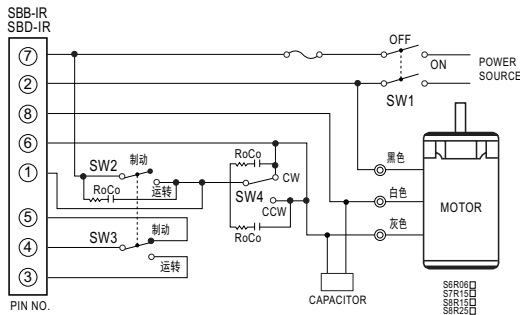 SBB-IR
SBD-IR
OFF
⑦
ON
POWER
SOURCE
②
SW1
⑧
⑥
RoCo
黑色
①
SW2
制动
运转
RoCo
SW4
CW
CCW
白色
MOTOR
⑤
制动
RoCo
灰色
④
SW3
运转
③
PIN NO.
CAPACITOR
S6R06□
S7R15□
S8R15□
S8R25□